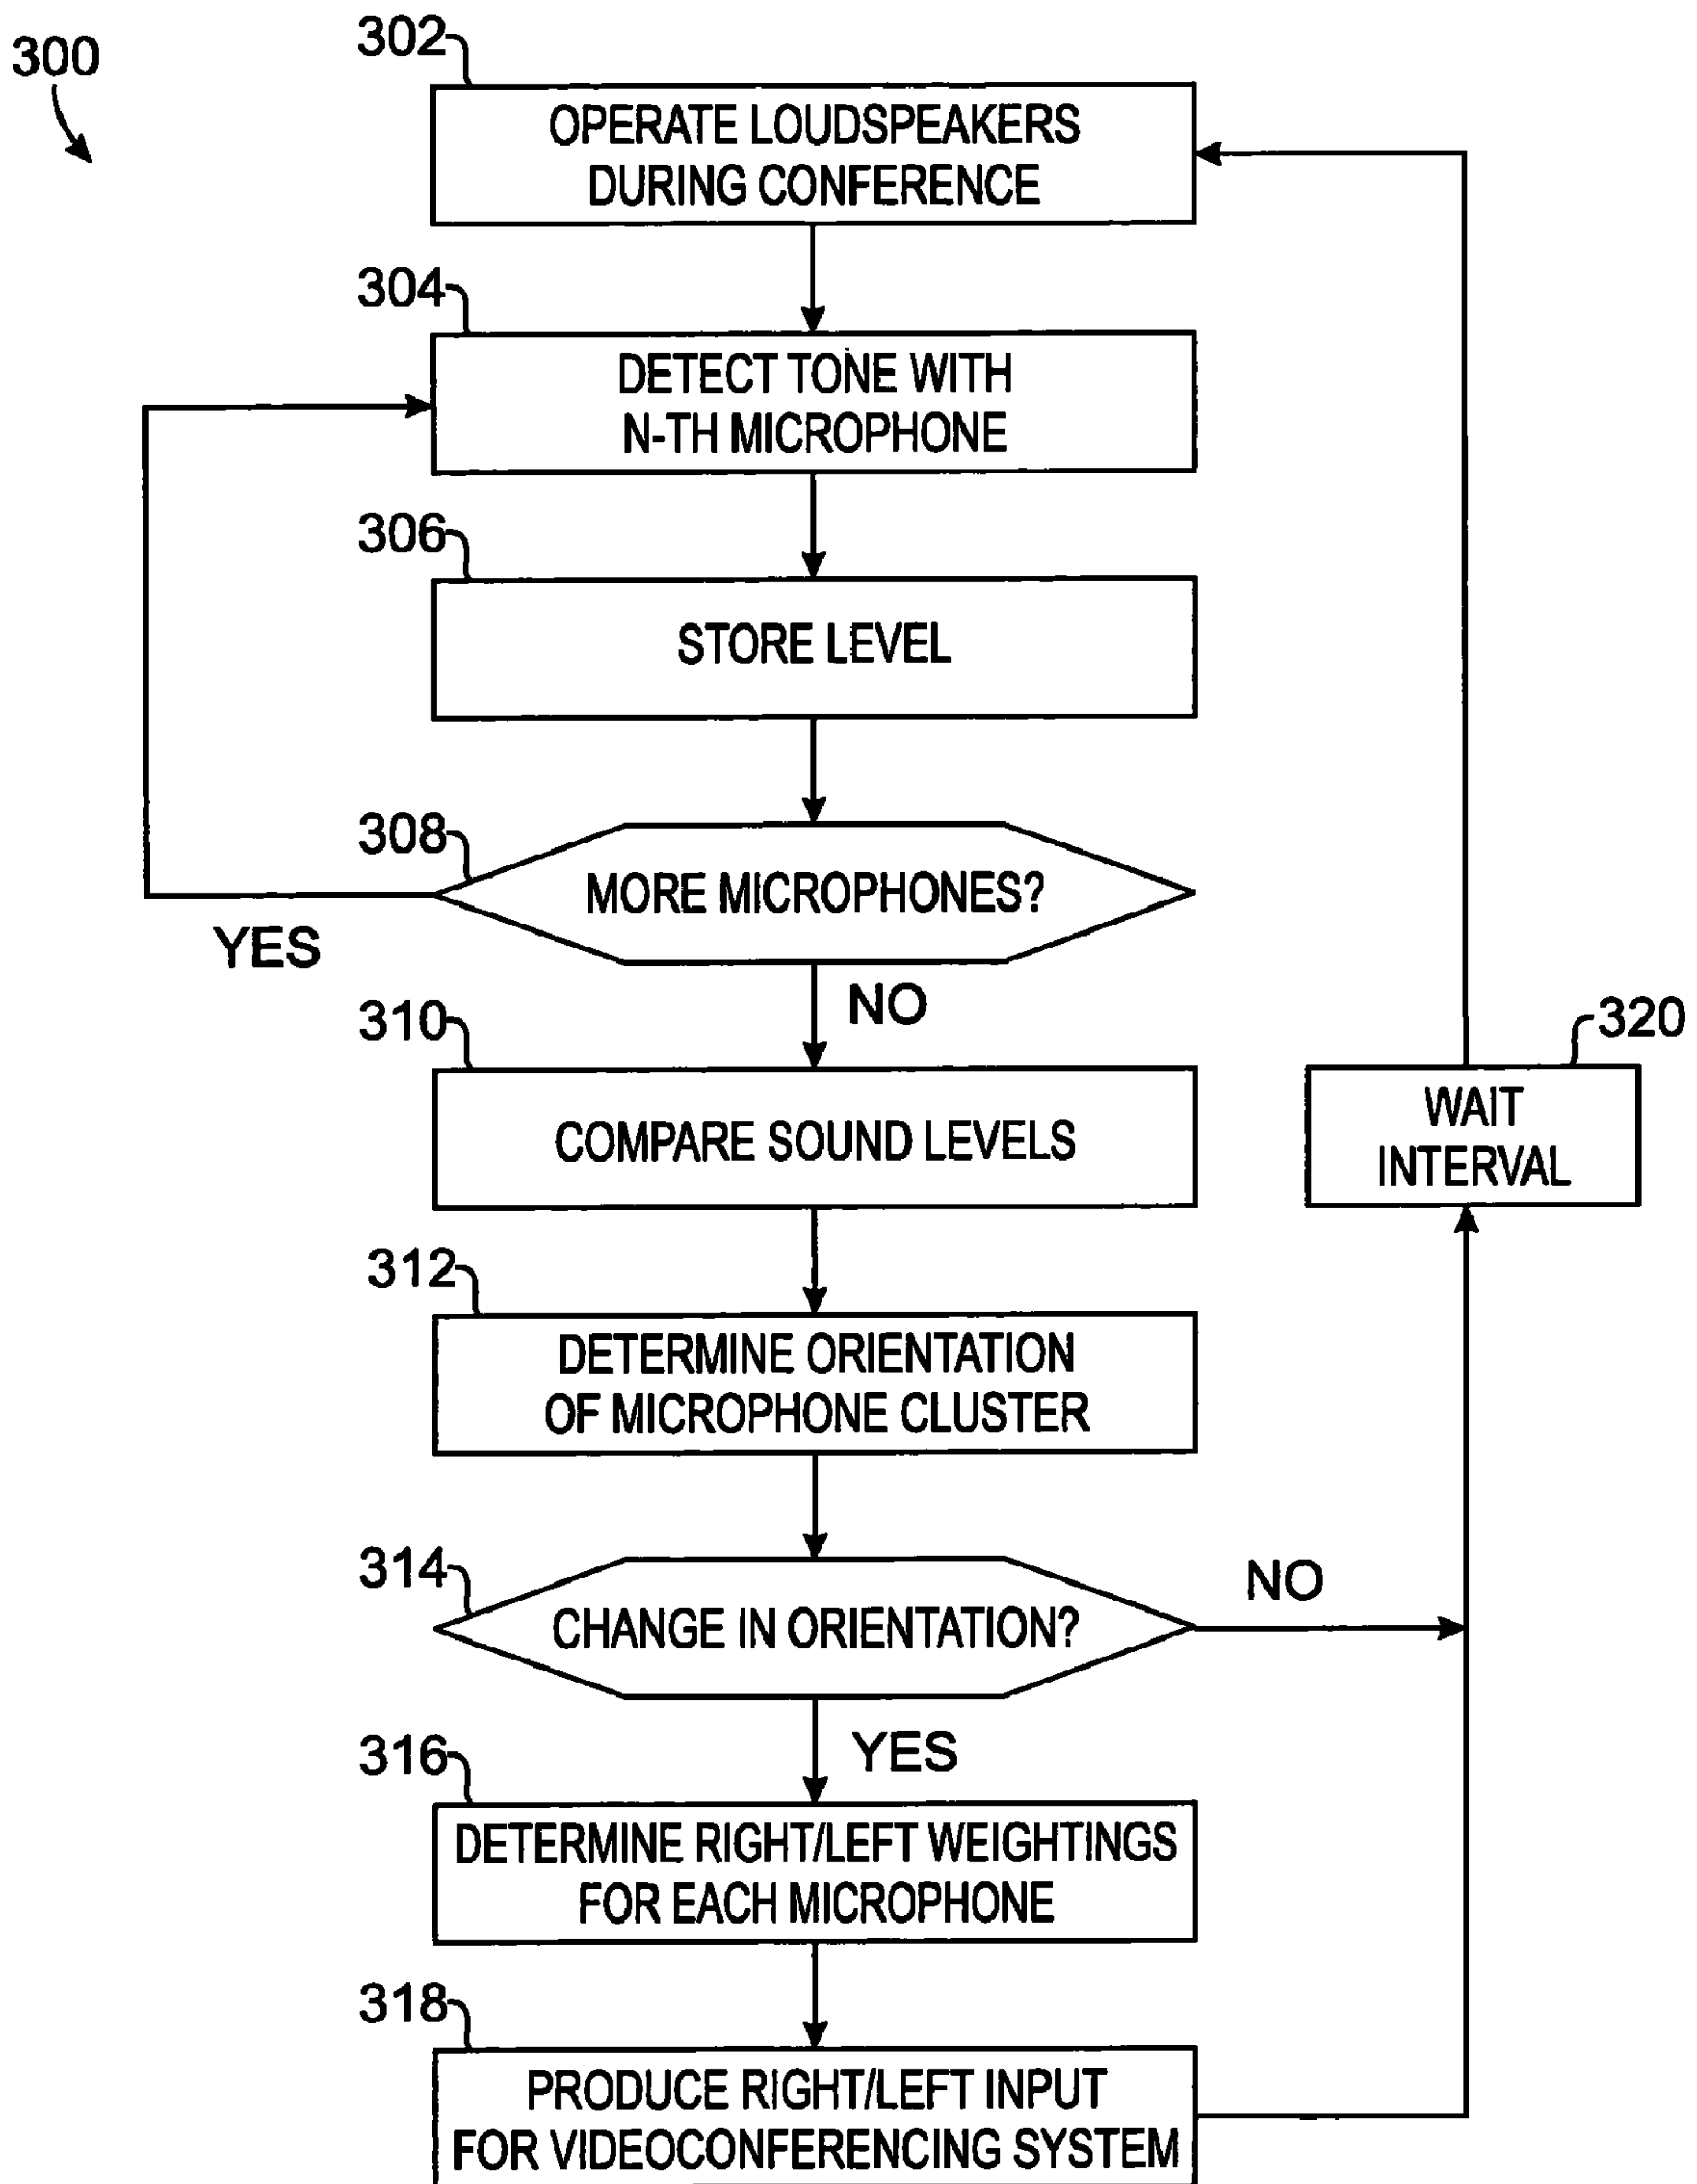 300
302
OPERATE LOUDSPEAKERS
DURING CONFERENCE
304
DETECT TONE WITH
N-TH MICROPHONE
306
STORE LEVEL
308
MORE MICROPHONES?
YES
NO
310
COMPARE SOUND LEVELS
320
WAIT
INTERVAL
312
DETERMINE ORIENTATION
OF MICROPHONE CLUSTER
314
CHANGE IN ORIENTATION?
NO
YES
316
DETERMINE RIGHT/LEFT WEIGHTINGS
FOR EACH MICROPHONE
318
PRODUCE RIGHT/LEFT INPUT
FOR VIDEOCONFERENCING SYSTEM